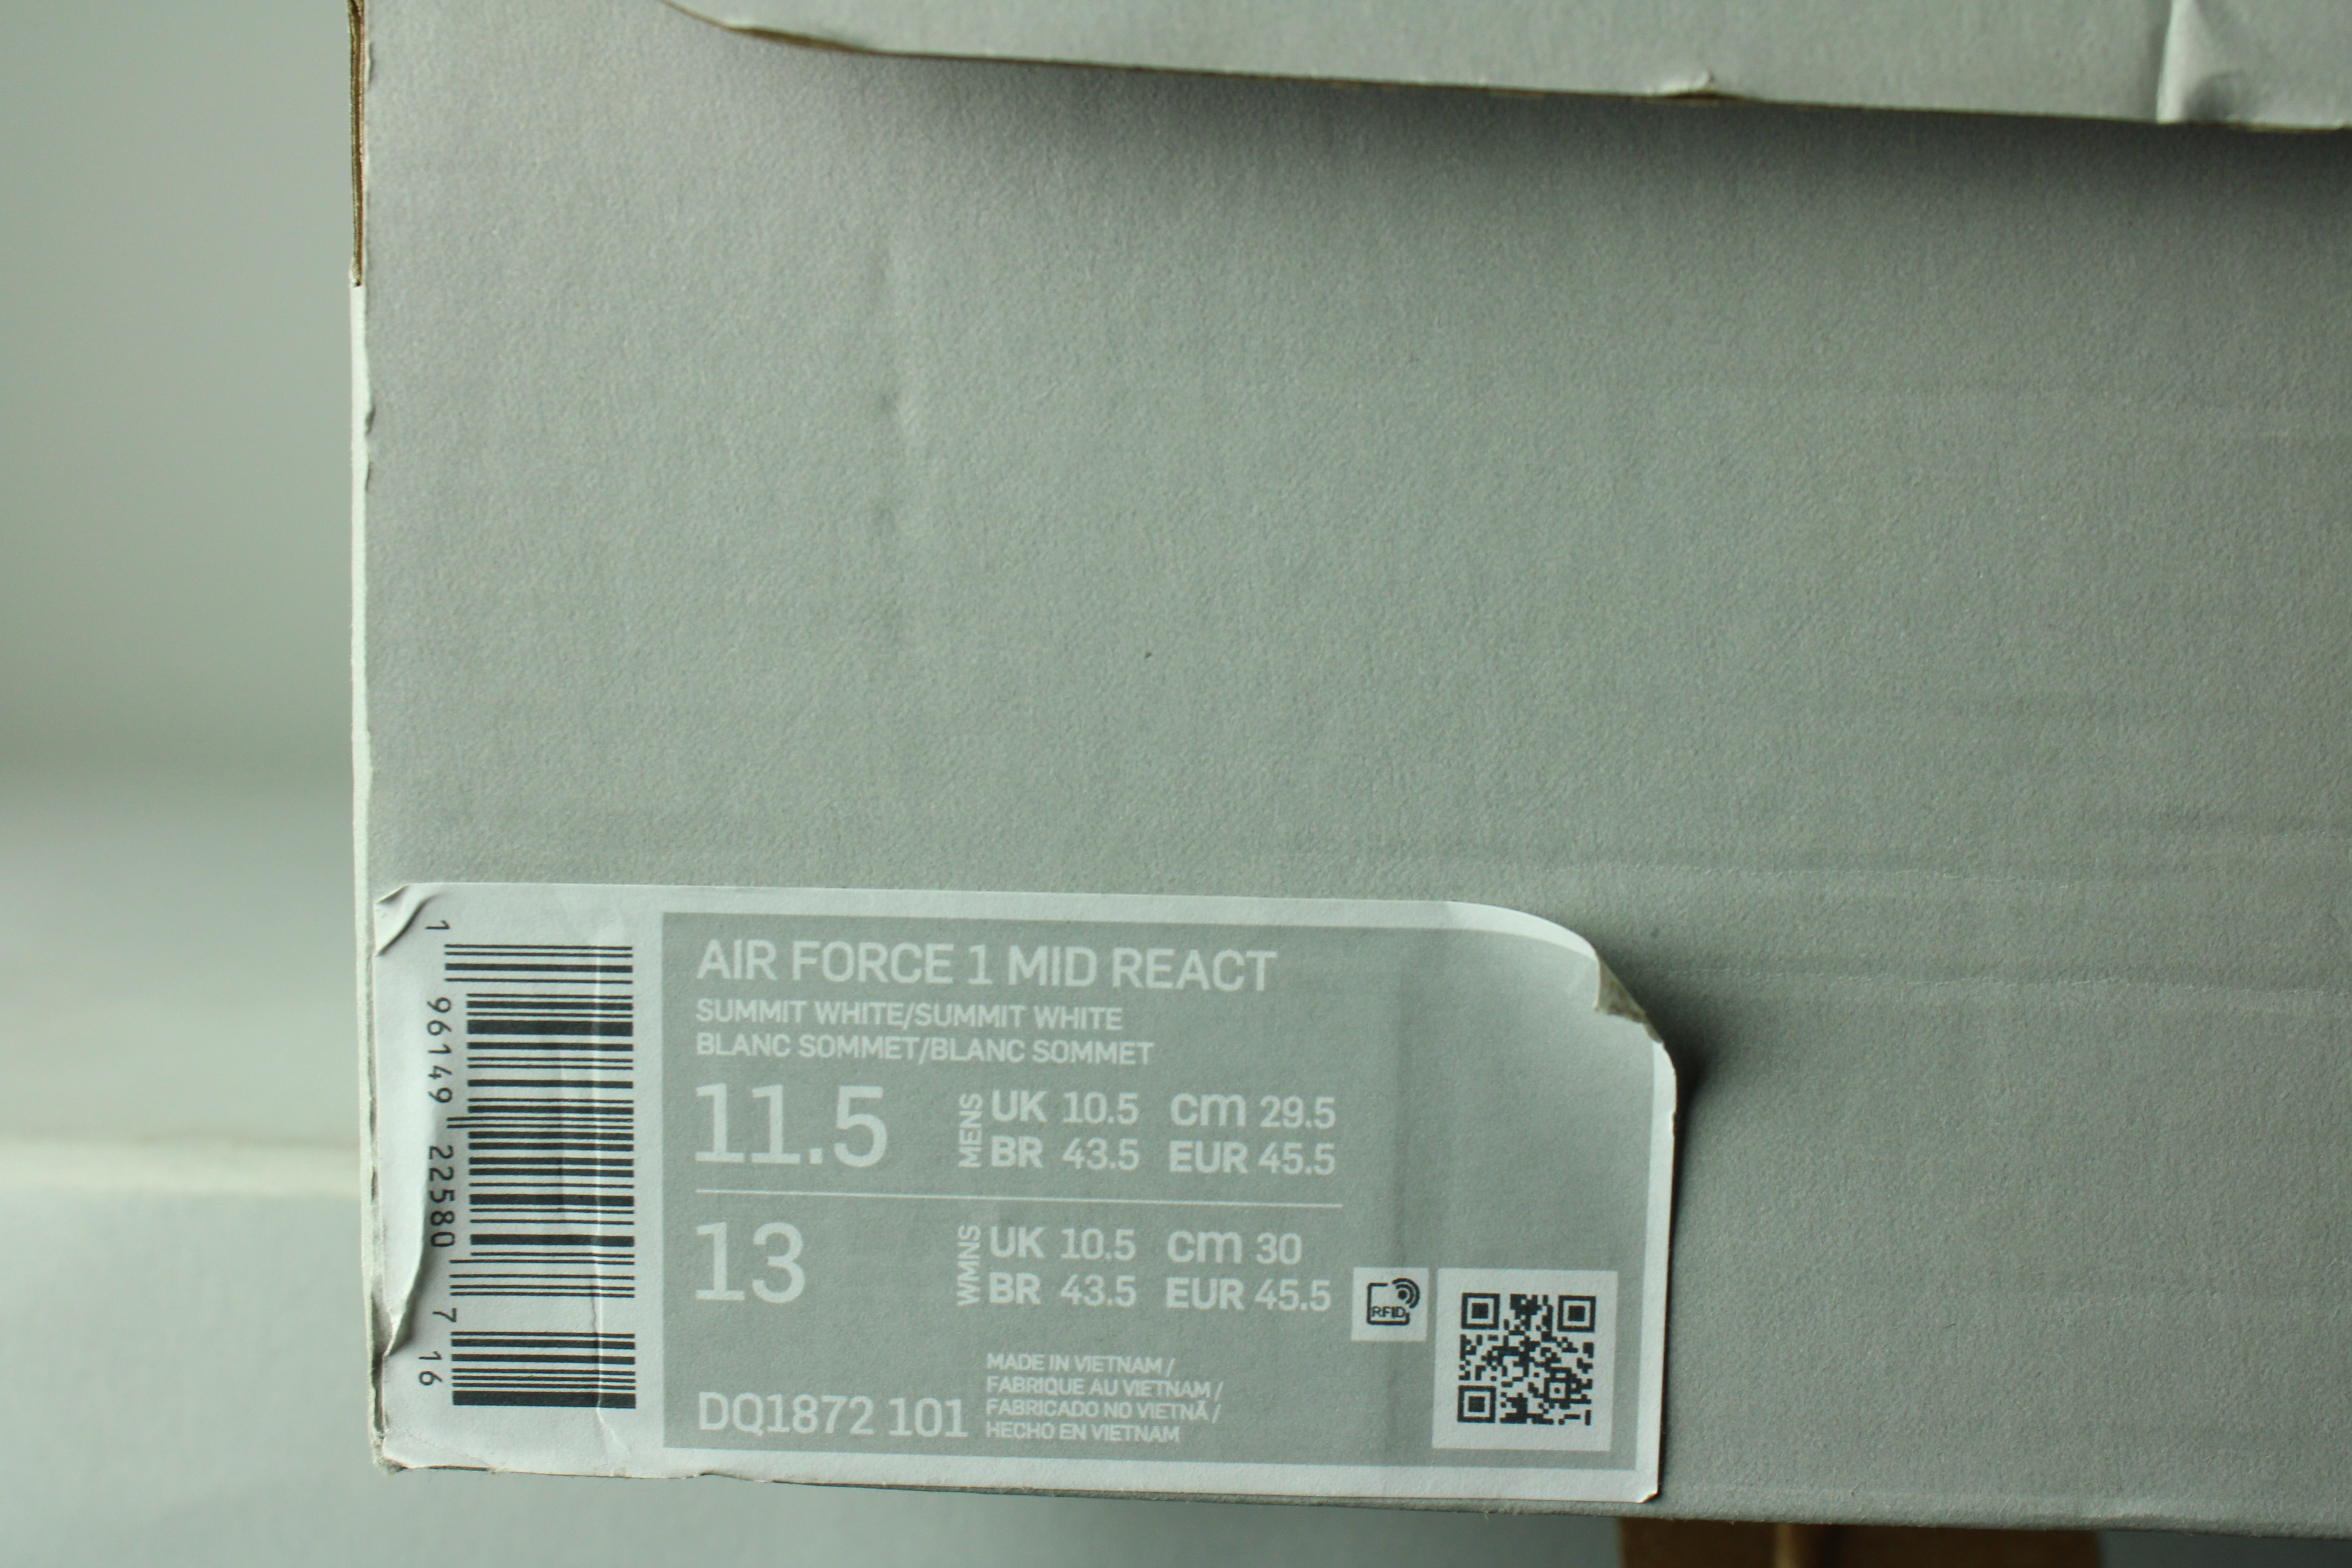 1 96149 22580 7 16
AIR FORCE 1 MID REACT
SUMMIT WHITE/SUMMIT WHITE
BLANC SOMMET/BLANC SOMMET
11.5 MENS UK 10.5 cm 29.5
BR 43.5 EUR 45.5
13 WMNS UK 10.5 cm 30
BR 43.5 EUR 45.5
RFID
MADE IN VIETNAM /
FABRIQUE AU VIETNAM /
FABRICADO NO VIETNÃ /
HECHO EN VIETNAM
DQ1872 101